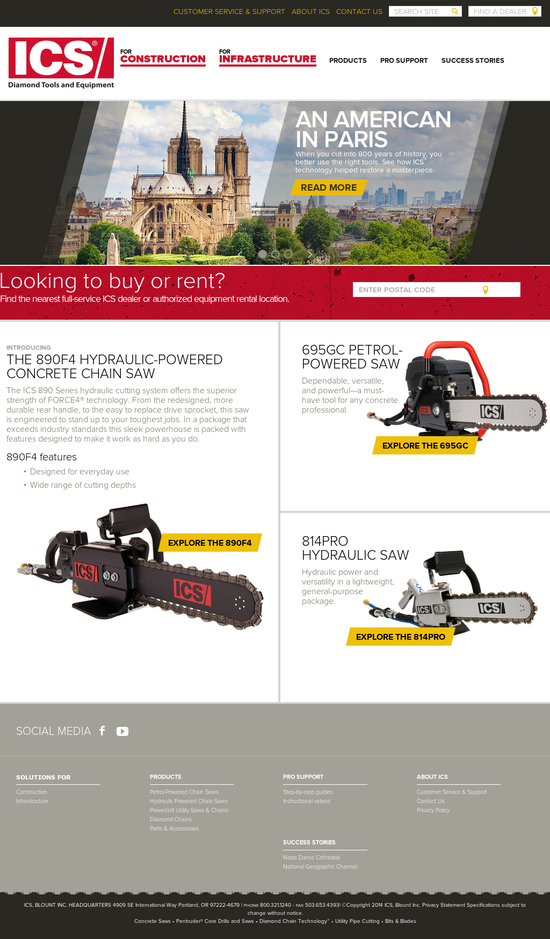 CUSTOMER SERVICE & SUPPORT ABOUT ICS CONTACT US SEARCH SITE FIND A DEALER
ICS®
Diamond Tools and Equipment
FOR
CONSTRUCTION
FOR
INFRASTRUCTURE
PRODUCTS PRO SUPPORT SUCCESS STORIES
AN AMERICAN
IN PARIS
When you cut into 800 years of history, you
better use the right tools. See how ICS
technology helped restore a masterpiece.
READ MORE
Looking to buy or rent?
Find the nearest full-service ICS dealer or authorized equipment rental location.
ENTER POSTAL CODE
INTRODUCING
THE 890F4 HYDRAULIC-POWERED
CONCRETE CHAIN SAW
The ICS 890 Series hydraulic cutting system offers the superior
strength of FORCE4® technology. From the redesigned, more
durable rear handle, to the easy to replace drive sprocket, this saw
is engineered to stand up to your toughest jobs. In a package that
exceeds industry standards this sleek powerhouse is packed with
features designed to make it work as hard as you do.
890F4 features
• Designed for everyday use
• Wide range of cutting depths
EXPLORE THE 890F4
ICS
ICS
695GC PETROL-
POWERED SAW
Dependable, versatile,
and powerful—a must-
have tool for any concrete
professional.
ICS
EXPLORE THE 695GC
814PRO
HYDRAULIC SAW
Hydraulic power and
versatility in a lightweight,
general-purpose
package.
ICS
ICS
EXPLORE THE 814PRO
SOCIAL MEDIA
SOLUTIONS FOR
Construction
Infrastructure
PRODUCTS
Petrol Powered Chain Saws
Hydraulic Powered Chain Saws
PowerGrit Utility Saws & Chains
Diamond Chains
Parts & Accessories
PRO SUPPORT
Step-by-step guides
Instructional videos
SUCCESS STORIES
Notre Dame Cathedral
National Geographic Channel
ABOUT ICS
Customer Service & Support
Contact Us
Privacy Policy
ICS, BLOUNT INC. HEADQUARTERS 4909 SE International Way Portland, OR 97222-4679 | PHONE 800.321.1240 • FAX 503.653.4393| ©Copyright 2014 ICS, Blount Inc. Privacy Statement Specifications subject to
change without notice.
Concrete Saws • Pentruder® Core Drills and Saws • Diamond Chain Technology™ • Utility Pipe Cutting • Bits & Blades